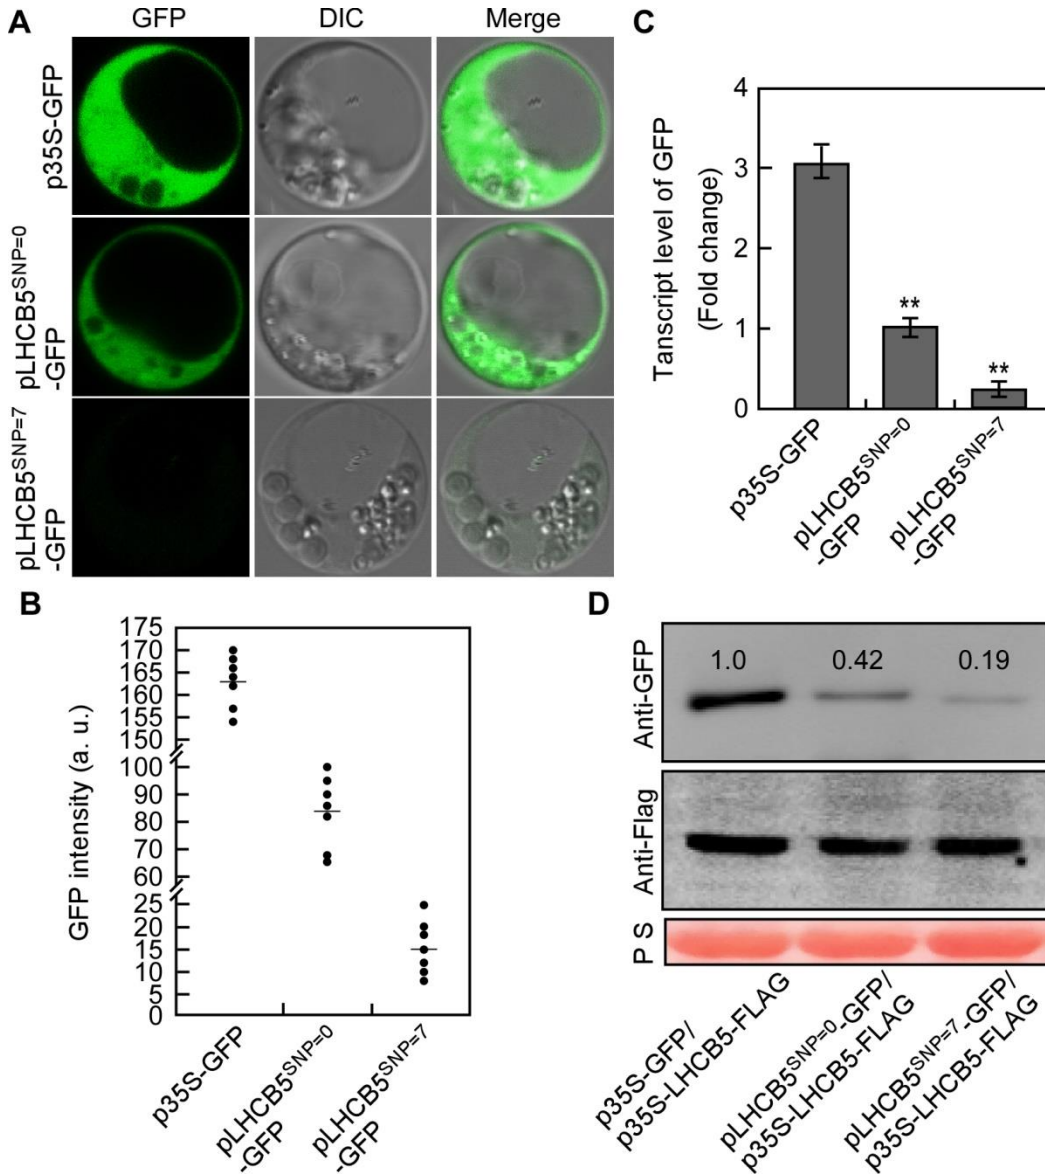 A
GFP
DIC
Merge
p35S-GFP
pLHCB5SNP=0
-GFP
pLHCB5SNP=7
-GFP
B
GFP intensity (a. u.)
175
170
165
160
155
150
100
90
80
70
60
25
20
15
10
5
0
p35S-GFP
pLHCB5SNP=0
-GFP
pLHCB5SNP=7
-GFP
C
Tanscript level of GFP
(Fold change)
4
3
2
1
0
**
**
p35S-GFP
pLHCB5SNP=0
-GFP
pLHCB5SNP=7
-GFP
D
Anti-GFP
1.0
0.42
0.19
Anti-Flag
P S
p35S-GFP/
p35S-LHCB5-FLAG
pLHCB5SNP=0-GFP/
p35S-LHCB5-FLAG
pLHCB5SNP=7-GFP/
p35S-LHCB5-FLAG